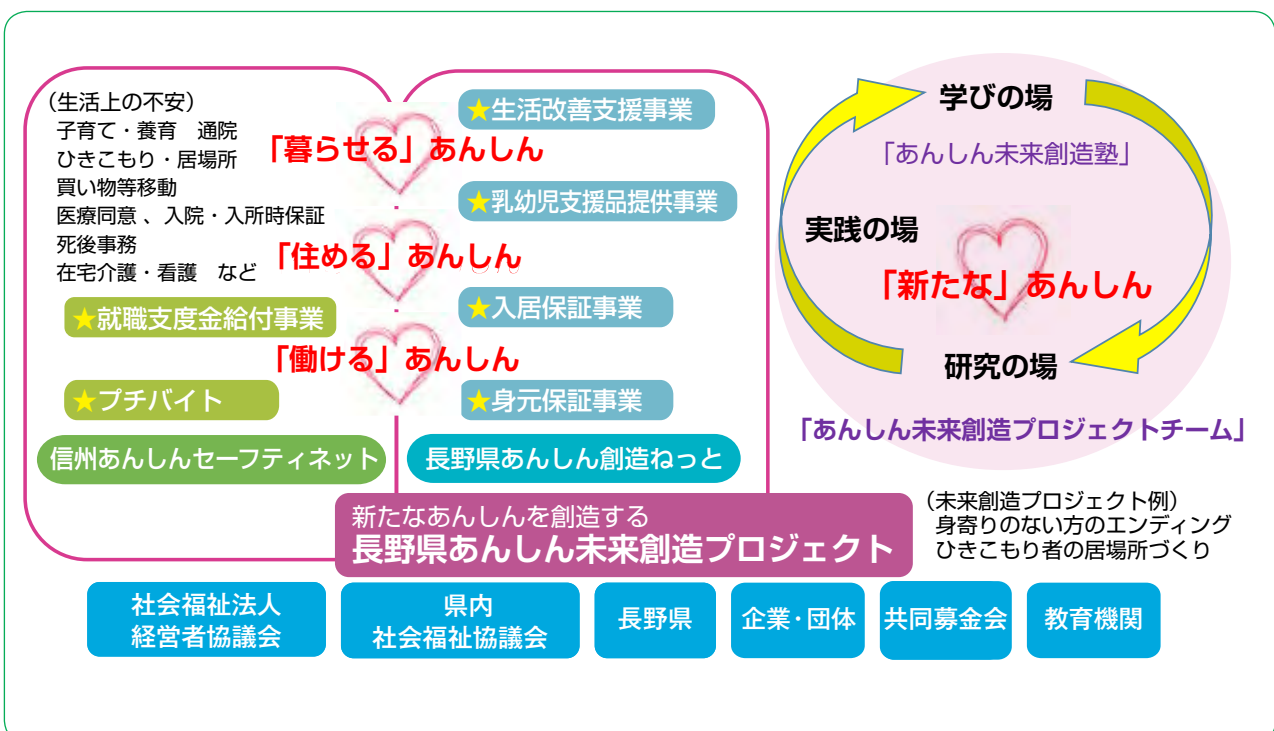 （生活上の不安）
子育て・養育　通院
ひきこもり・居場所
買い物等移動
医療同意 、入院・入所時保証
死後事務
在宅介護・看護　など
「暮らせる」あんしん
「住める」あんしん
「働ける」あんしん
★就職支度金給付事業
★プチバイト
信州あんしんセーフティネット
★生活改善支援事業
★乳幼児支援品提供事業
★入居保証事業
★身元保証事業
長野県あんしん創造ねっと
学びの場
「あんしん未来創造塾」
実践の場
「新たな」あんしん
研究の場
「あんしん未来創造プロジェクトチーム」
新たなあんしんを創造する
長野県あんしん未来創造プロジェクト
（未来創造プロジェクト例）
身寄りのない方のエンディング
ひきこもり者の居場所づくり
社会福祉法人
経営者協議会
県内
社会福祉協議会
長野県
企業・団体
共同募金会
教育機関